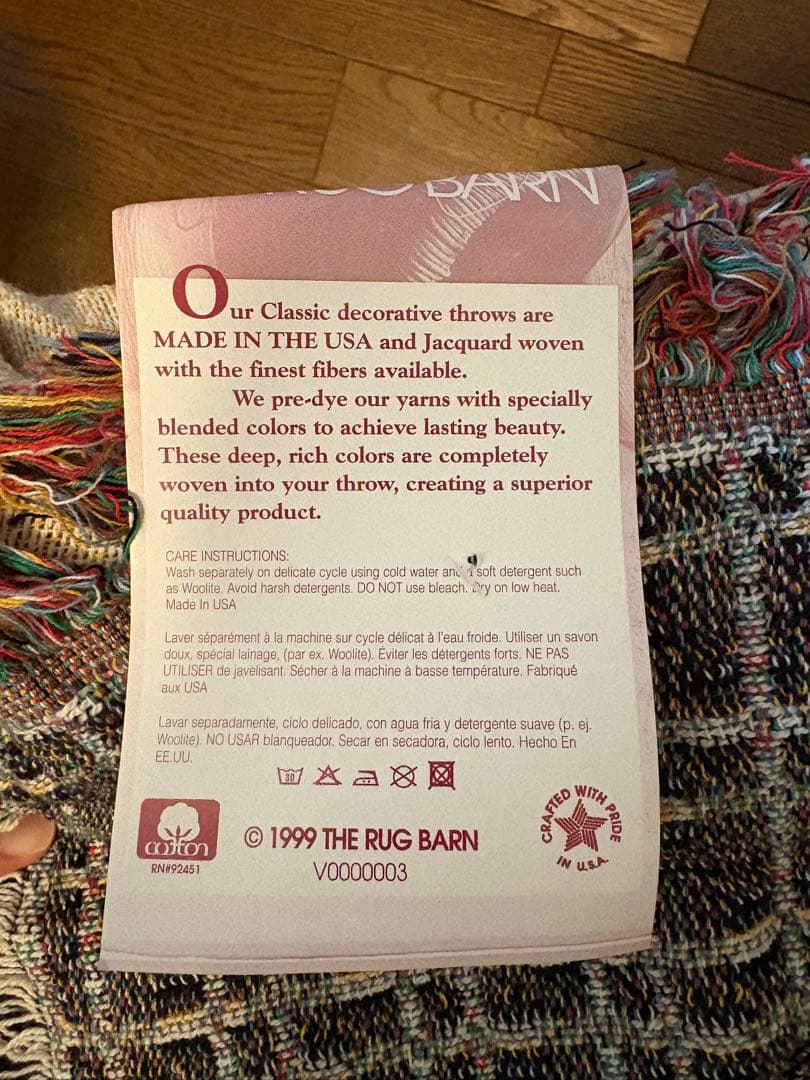 BARN
Our Classic decorative throws are
MADE IN THE USA and Jacquard woven
with the finest fibers available.
We pre-dye our yarns with specially
blended colors to achieve lasting beauty.
These deep, rich colors are completely
woven into your throw, creating a superior
quality product.
CARE INSTRUCTIONS:
Wash separately on delicate cycle using cold water and a soft detergent such
as Woolite. Avoid harsh detergents. DO NOT use bleach. Dry on low heat.
Made In USA
Laver séparément à la machine sur cycle délicat à l'eau froide. Utiliser un savon
doux, spécial lainage, (par ex. Woolite). Éviter les détergents forts. NE PAS
UTILISER de javelisant. Sécher à la machine à basse température. Fabriqué
aux USA
Lavar separadamente, ciclo delicado, con agua fria y detergente suave (p. ej.
Woolite). NO USAR blanqueador. Secar en secadora, ciclo lento. Hecho En
EE.UU.
30
cotton
RN#92451
© 1999 THE RUG BARN
V0000003
CRAFTED WITH PRIDE
IN U.S.A.